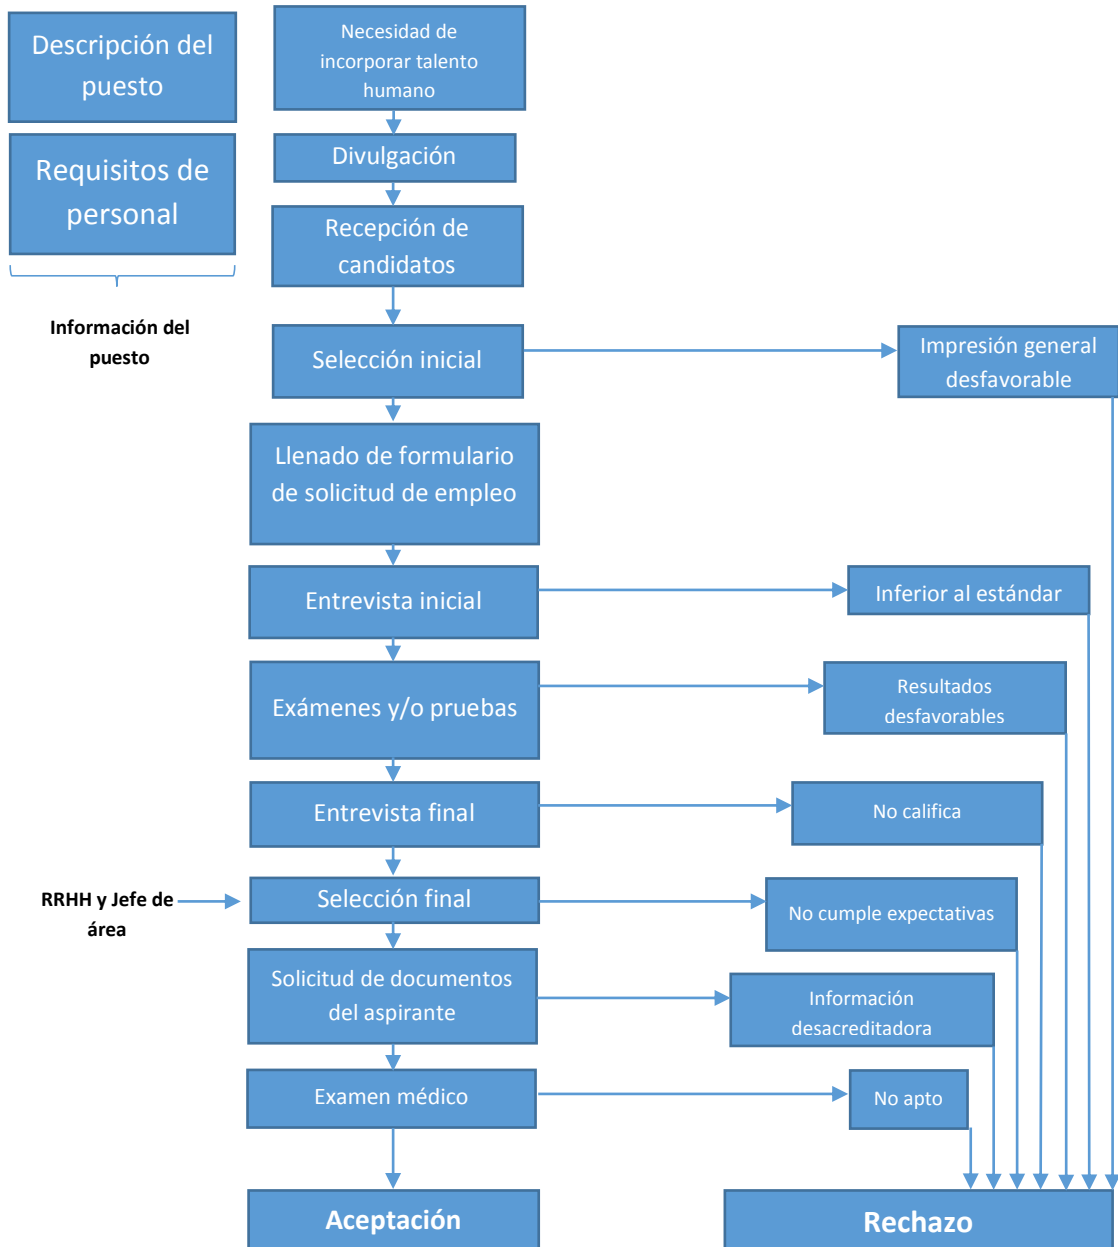 Descripción del
puesto
Requisitos de
personal
Información del
puesto
Necesidad de
incorporar talento
humano
Divulgación
Recepción de
candidatos
Selección inicial
Impresión general
desfavorable
Llenado de formulario
de solicitud de empleo
Entrevista inicial
Inferior al estándar
Exámenes y/o pruebas
Resultados
desfavorables
Entrevista final
No califica
RRHH y Jefe de
área
Selección final
No cumple expectativas
Solicitud de documentos
del aspirante
Información
desacreditadora
Examen médico
No apto
Aceptación
Rechazo